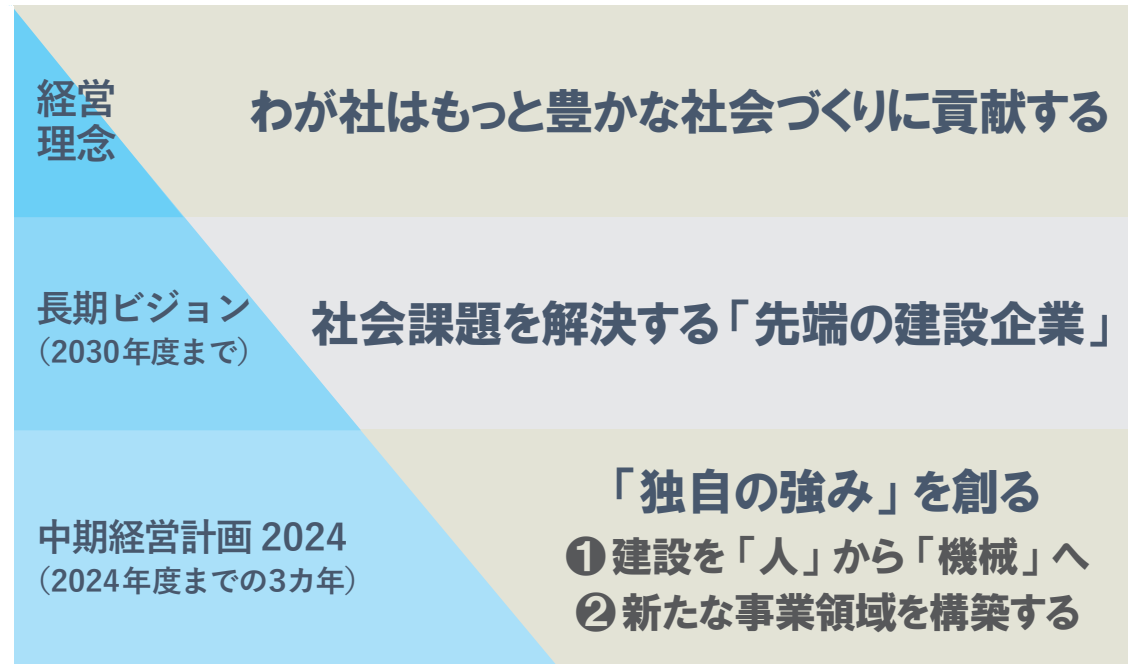 経営
理念
わが社はもっと豊かな社会づくりに貢献する
長期ビジョン
（2030年度まで）
社会課題を解決する「先端の建設企業」
中期経営計画 2024
（2024年度までの3カ年）
「独自の強み」を創る
❶建設を「人」から「機械」へ
❷新たな事業領域を構築する